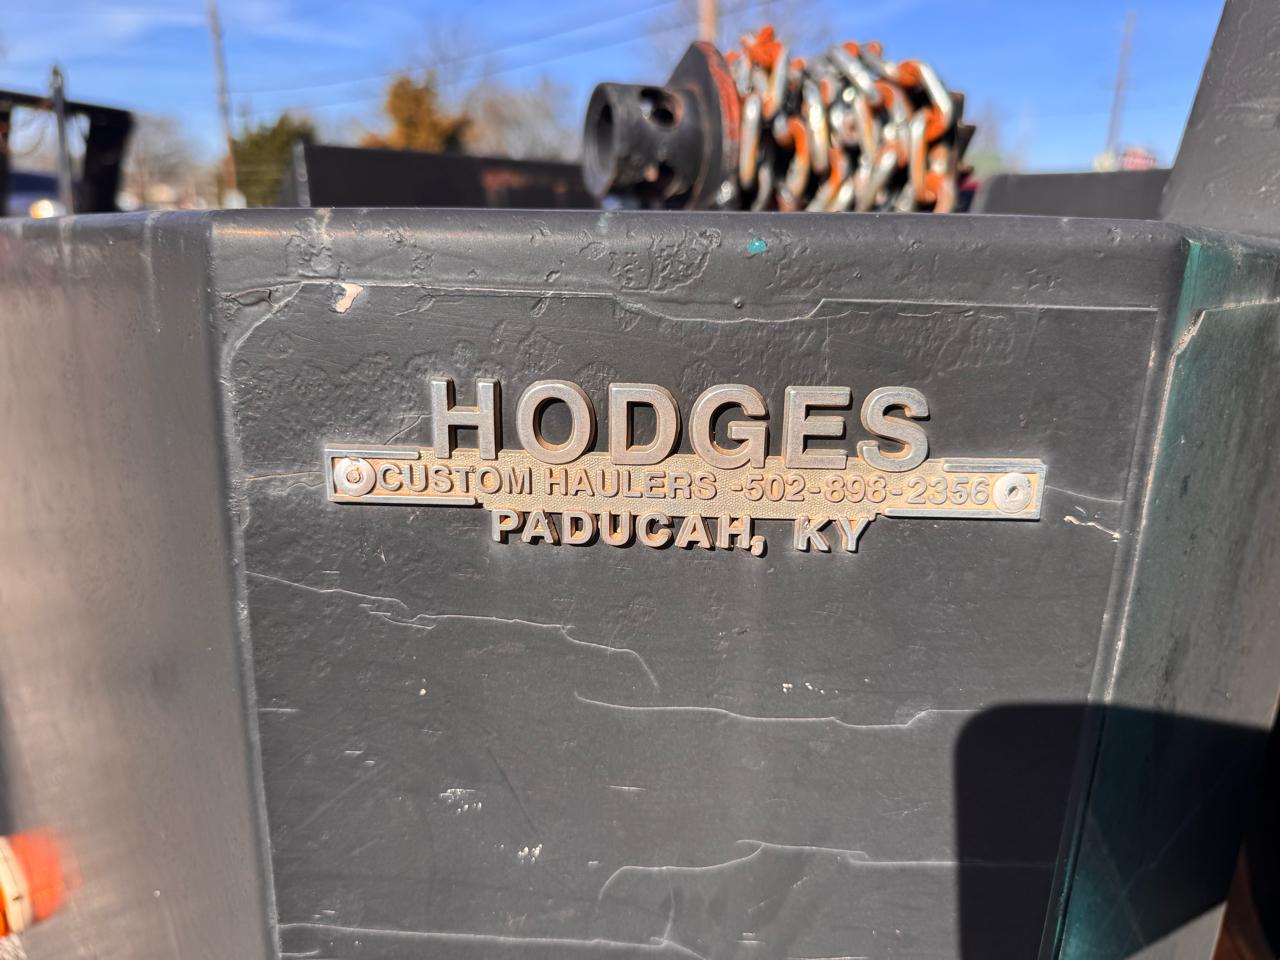 HODGES
CUSTOM HAULERS -502-898-2356
PADUCAH, KY